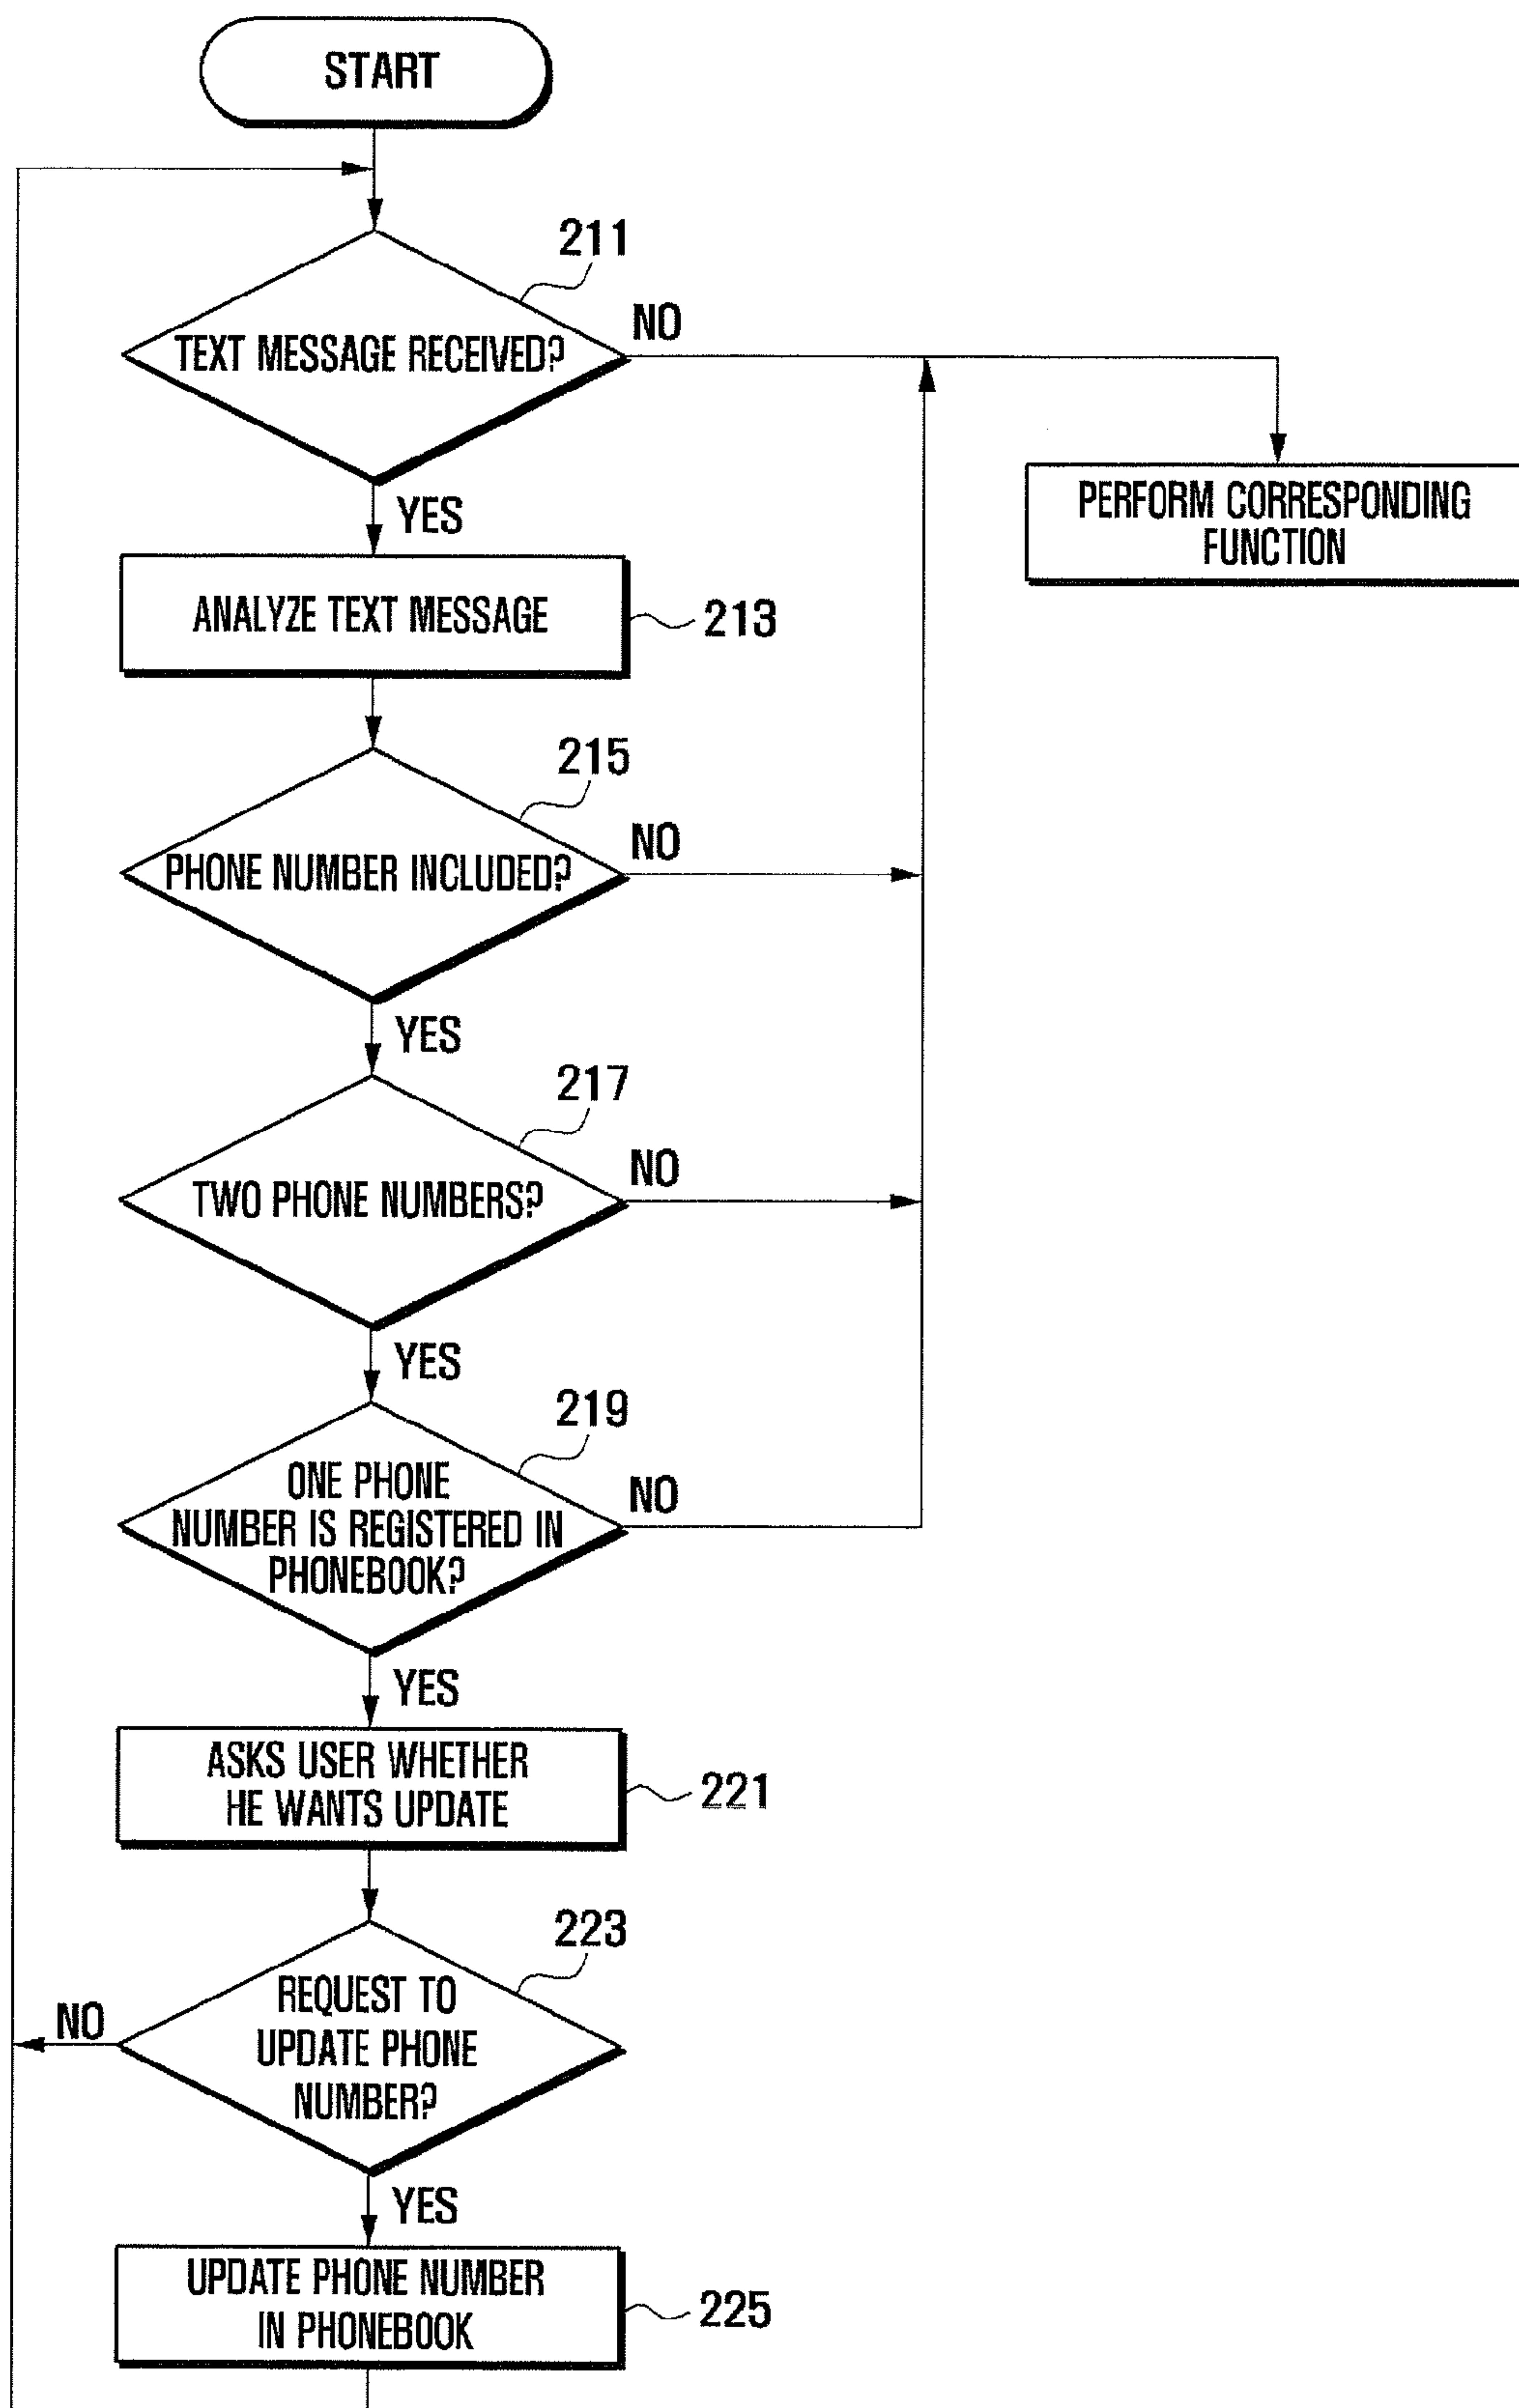 START
211
TEXT MESSAGE RECEIVED?
NO
PERFORM CORRESPONDING
FUNCTION
YES
ANALYZE TEXT MESSAGE
213
215
PHONE NUMBER INCLUDED?
NO
YES
217
TWO PHONE NUMBERS?
NO
YES
219
ONE PHONE
NUMBER IS REGISTERED IN
PHONEBOOK?
NO
YES
ASKS USER WHETHER
HE WANTS UPDATE
221
223
REQUEST TO
UPDATE PHONE
NUMBER?
NO
YES
UPDATE PHONE NUMBER
IN PHONEBOOK
225